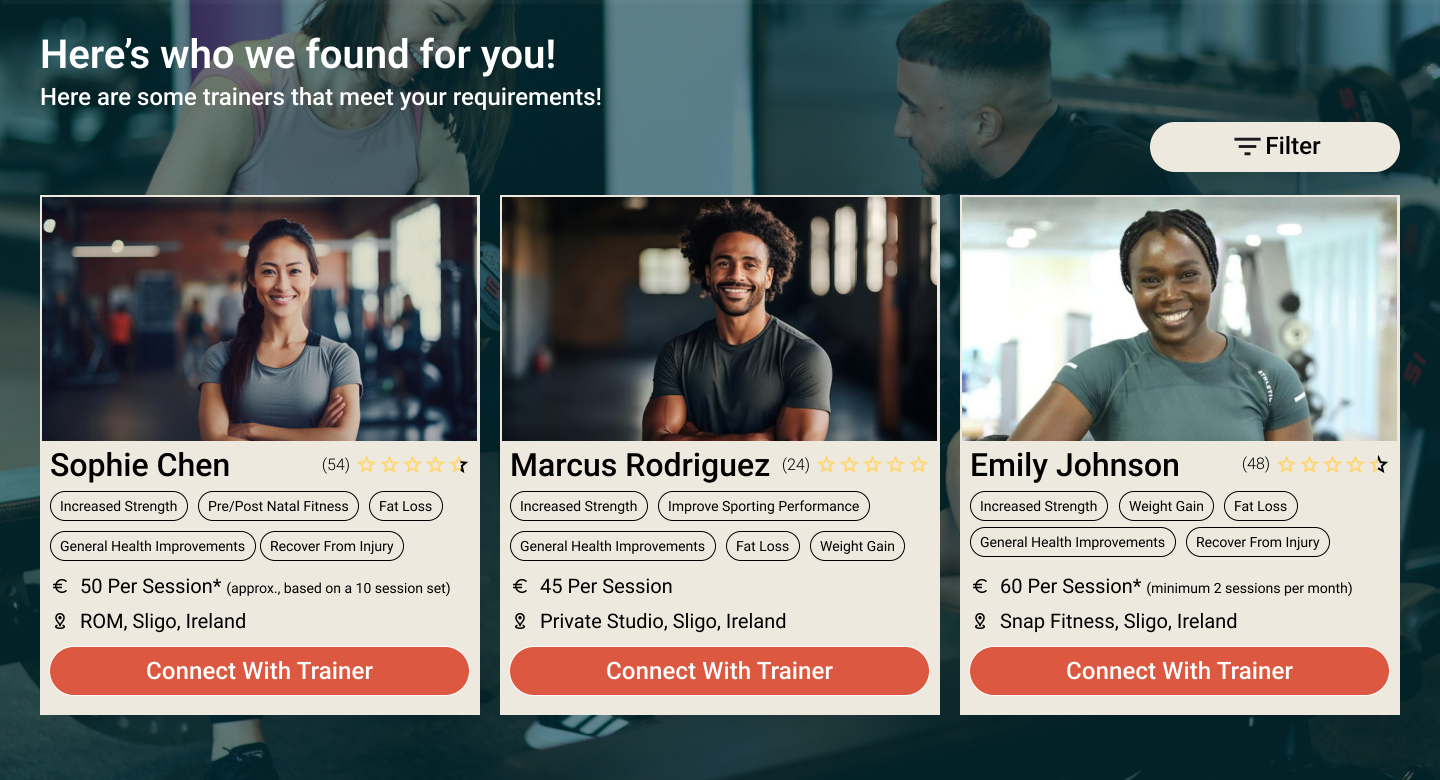 Here's who we found for you!
Here are some trainers that meet your requirements!
Filter
Sophie Chen (54)
Increased Strength Pre/Post Natal Fitness Fat Loss
General Health Improvements Recover From Injury
€ 50 Per Session* (approx., based on a 10 session set)
ROM, Sligo, Ireland
Connect With Trainer
Marcus Rodriguez (24)
Increased Strength Improve Sporting Performance
General Health Improvements Fat Loss Weight Gain
€ 45 Per Session
Private Studio, Sligo, Ireland
Connect With Trainer
Emily Johnson (48)
Increased Strength Weight Gain Fat Loss
General Health Improvements Recover From Injury
€ 60 Per Session* (minimum 2 sessions per month)
Snap Fitness, Sligo, Ireland
Connect With Trainer